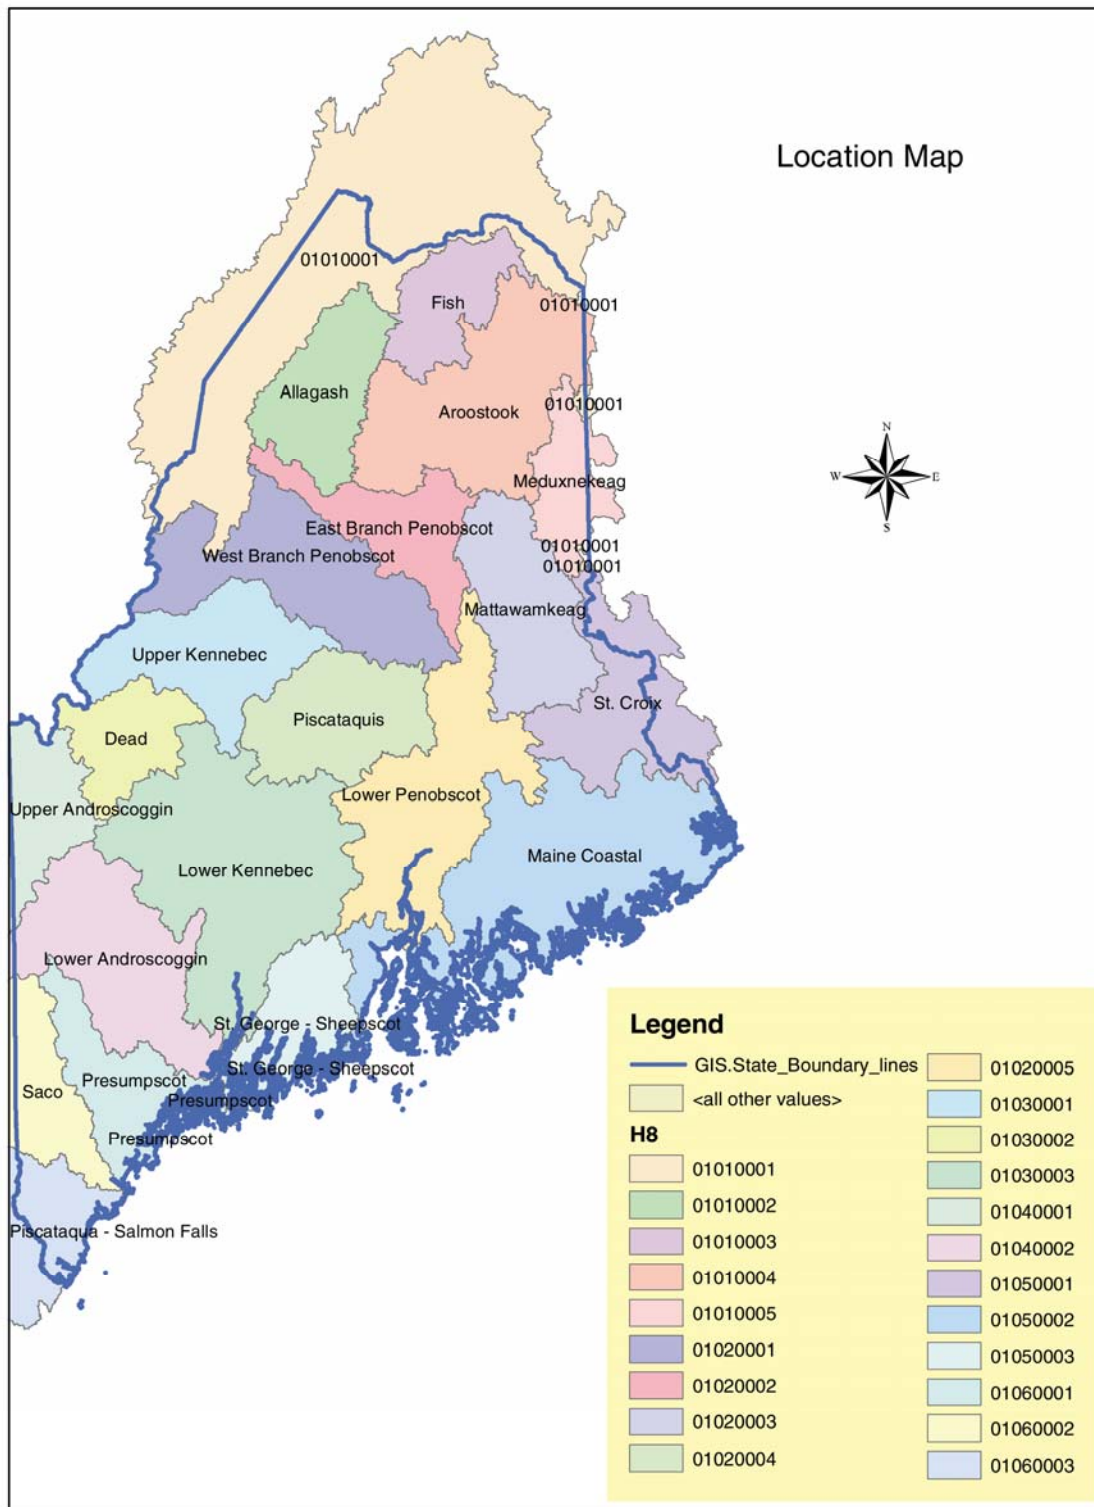 Location Map
01010001
Fish
01010001
Allagash
Aroostook
01010001
N
W
E
S
Meduxnekeag
East Branch Penobscot
West Branch Penobscot
01010001
01010001
Mattawamkeag
Upper Kennebec
St. Croix
Piscataquis
Dead
Lower Penobscot
Upper Androscoggin
Maine Coastal
Lower Kennebec
Lower Androscoggin
St. George - Sheepscot
St. George - Sheepscot
Presumpscot
Saco
Presumpscot
Presumpscot
Piscataqua - Salmon Falls
Legend
GIS.State_Boundary_lines
<all other values>
H8
01010001
01010002
01010003
01010004
01010005
01020001
01020002
01020003
01020004
01020005
01030001
01030002
01030003
01040001
01040002
01050001
01050002
01050003
01060001
01060002
01060003